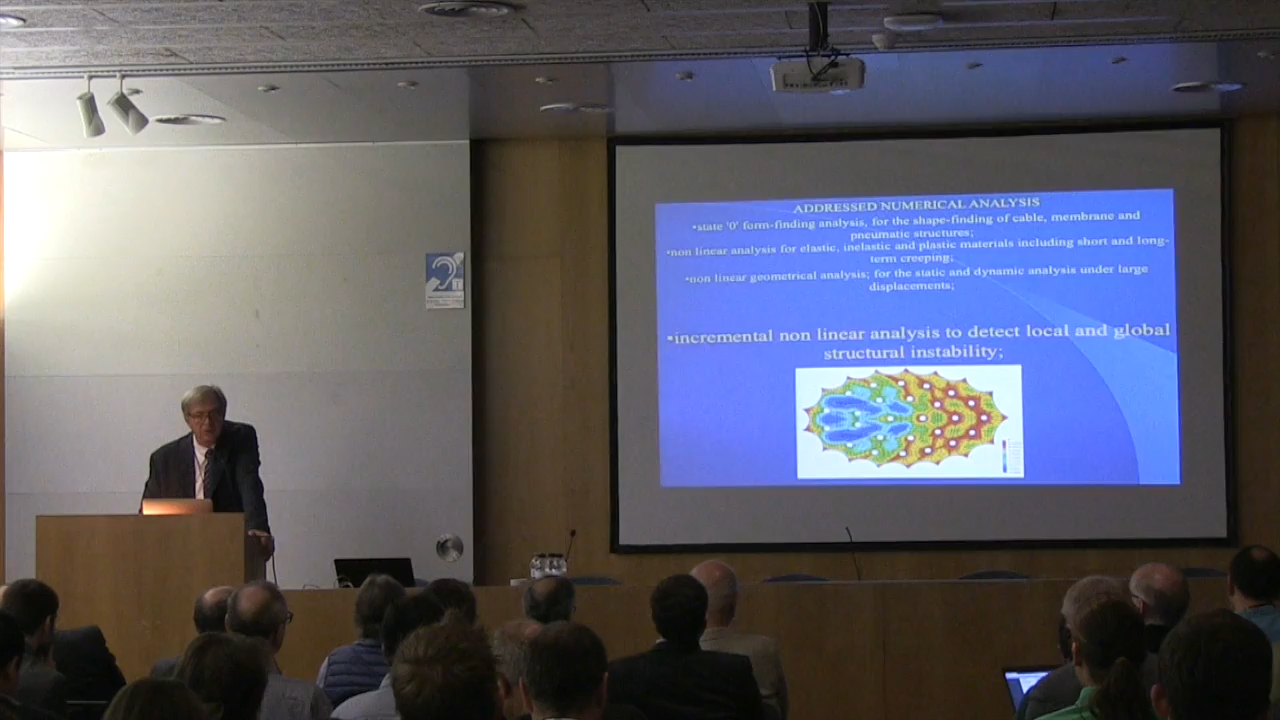 ADDRESSED NUMERICAL ANALYSIS
•state '0' form-finding analysis, for the shape-finding of cable, membrane and
pneumatic structures;
•non linear analysis for elastic, inelastic and plastic materials including short and long-
term creeping;
•non linear geometrical analysis; for the static and dynamic analysis under large
displacements;
•incremental non linear analysis to detect local and global
structural instability;